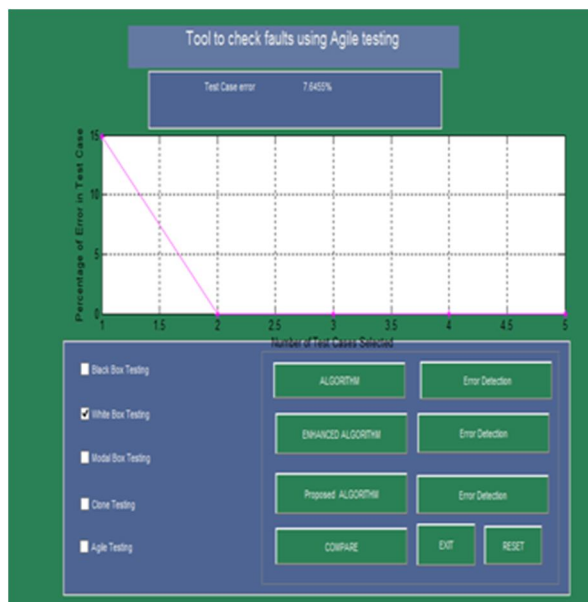 Tool to check faults using Agile testing
Test Case error 7.6455%
Percentage of Error in Test Case
15
10
5
0
1 1.5 2 2.5 3 3.5 4 4.5 5
Number of Test Cases Selected
Black Box Testing
White Box Testing
Modal Box Testing
Clone Testing
Agile Testing
ALGORITHM Error Detection
ENHANCED ALGORITHM Error Detection
Proposed ALGORITHM Error Detection
COMPARE EXIT RESET